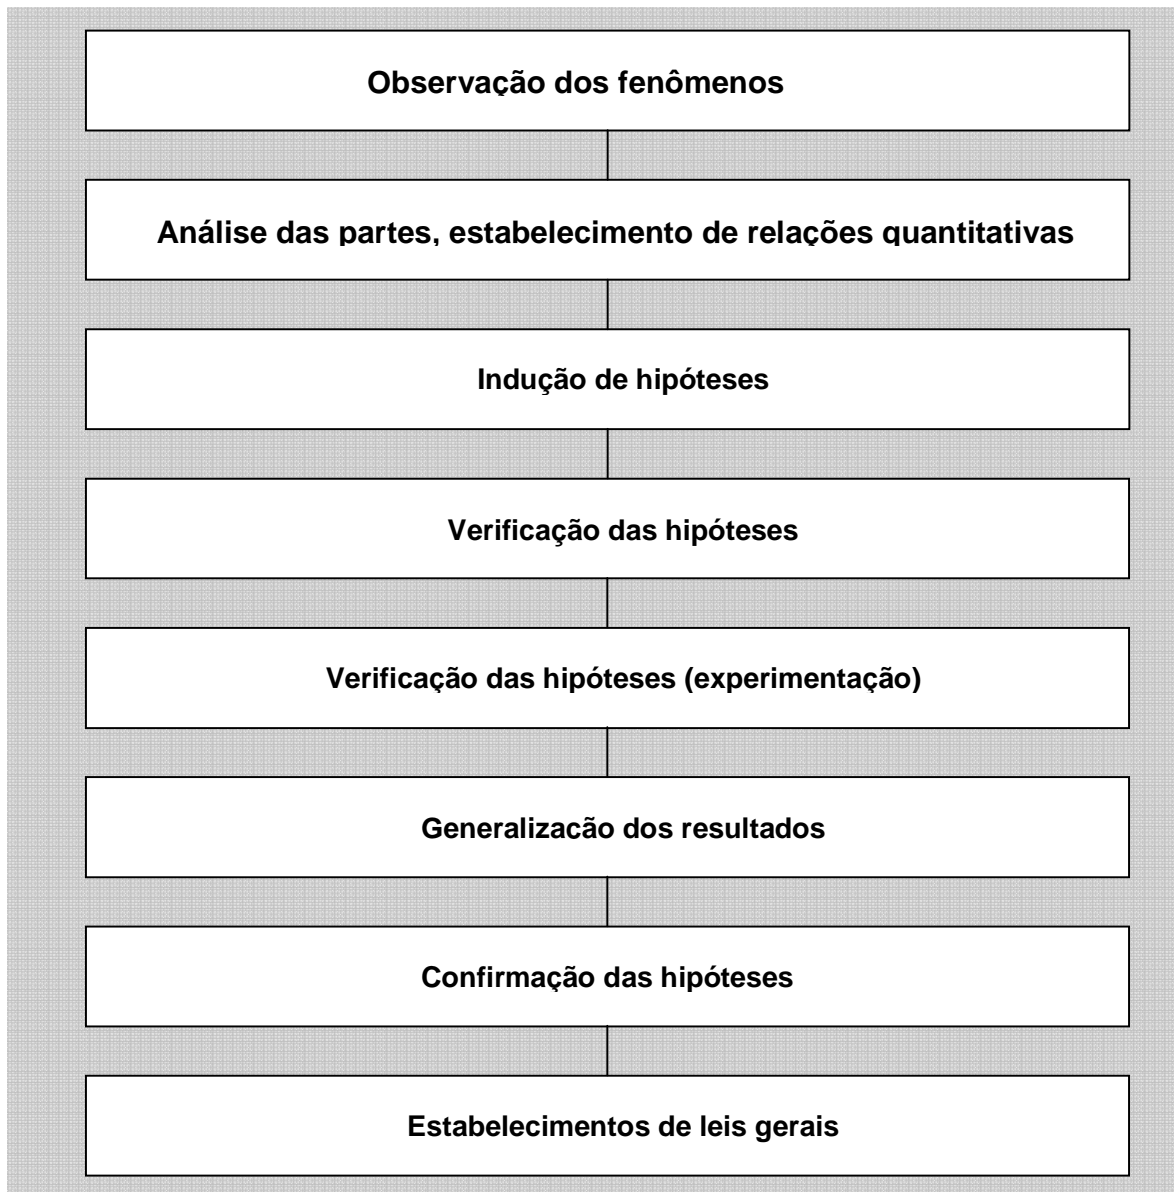 Observação dos fenômenos
Análise das partes, estabelecimento de relações quantitativas
Indução de hipóteses
Verificação das hipóteses
Verificação das hipóteses (experimentação)
Generalização dos resultados
Confirmação das hipóteses
Estabelecimentos de leis gerais